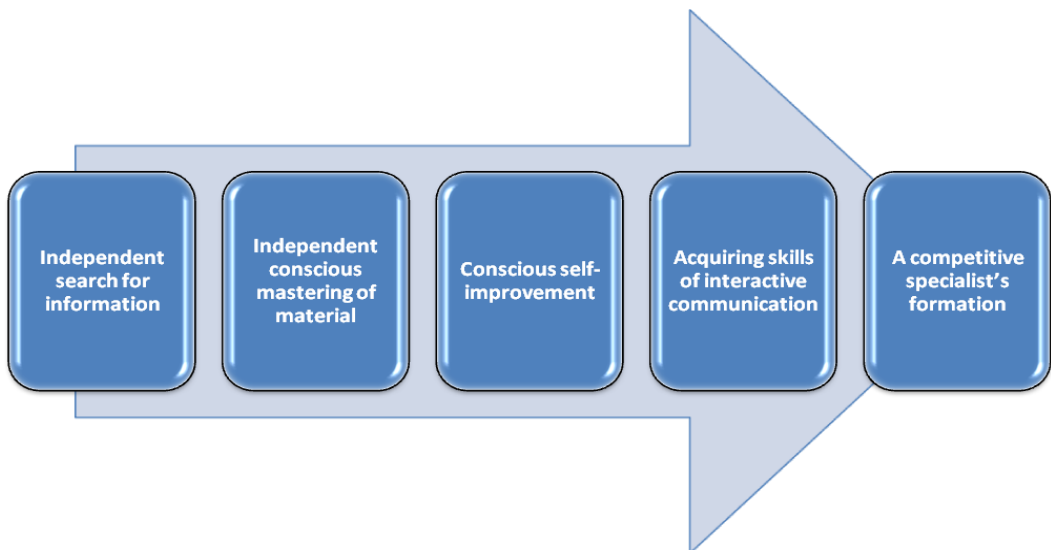 Independent
search for
information
Independent
conscious
mastering of
material
Conscious self-
improvement
Acquiring skills
of interactive
communication
A competitive
specialist's
formation